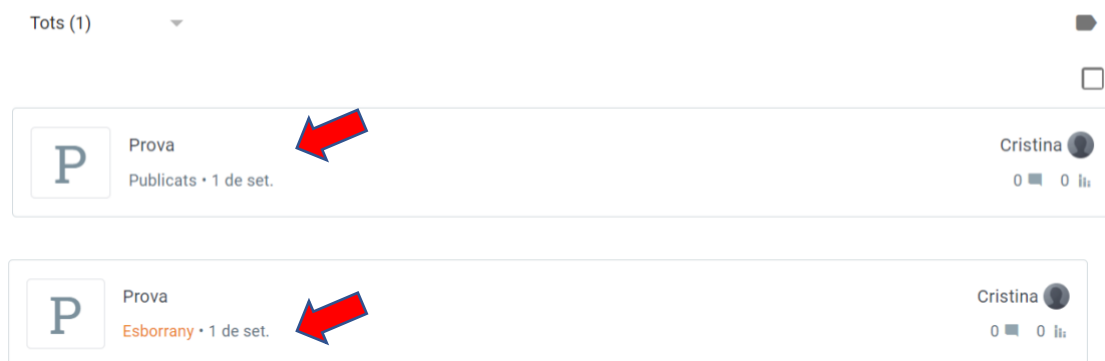 Tots (1)
P
Prova
Cristina
Publicats • 1 de set.
0 0
P
Prova
Cristina
Esborrany • 1 de set.
0 0